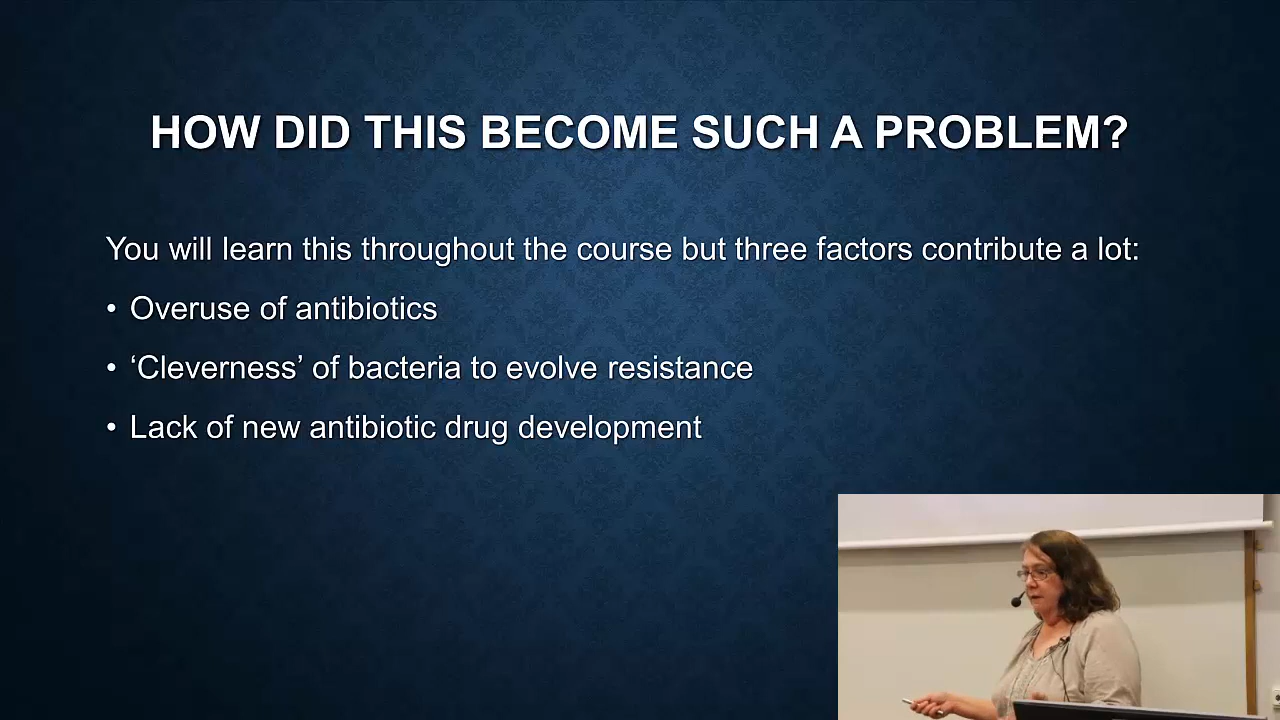 HOW DID THIS BECOME SUCH A PROBLEM?
You will learn this throughout the course but three factors contribute a lot:
• Overuse of antibiotics
• ‘Cleverness’ of bacteria to evolve resistance
• Lack of new antibiotic drug development